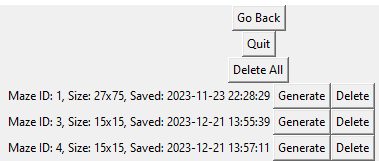 Go Back
Quit
Delete All
Maze ID: 1, Size: 27x75, Saved: 2023-11-23 22:28:29 Generate Delete
Maze ID: 3, Size: 15x15, Saved: 2023-12-21 13:55:39 Generate Delete
Maze ID: 4, Size: 15x15, Saved: 2023-12-21 13:57:11 Generate Delete